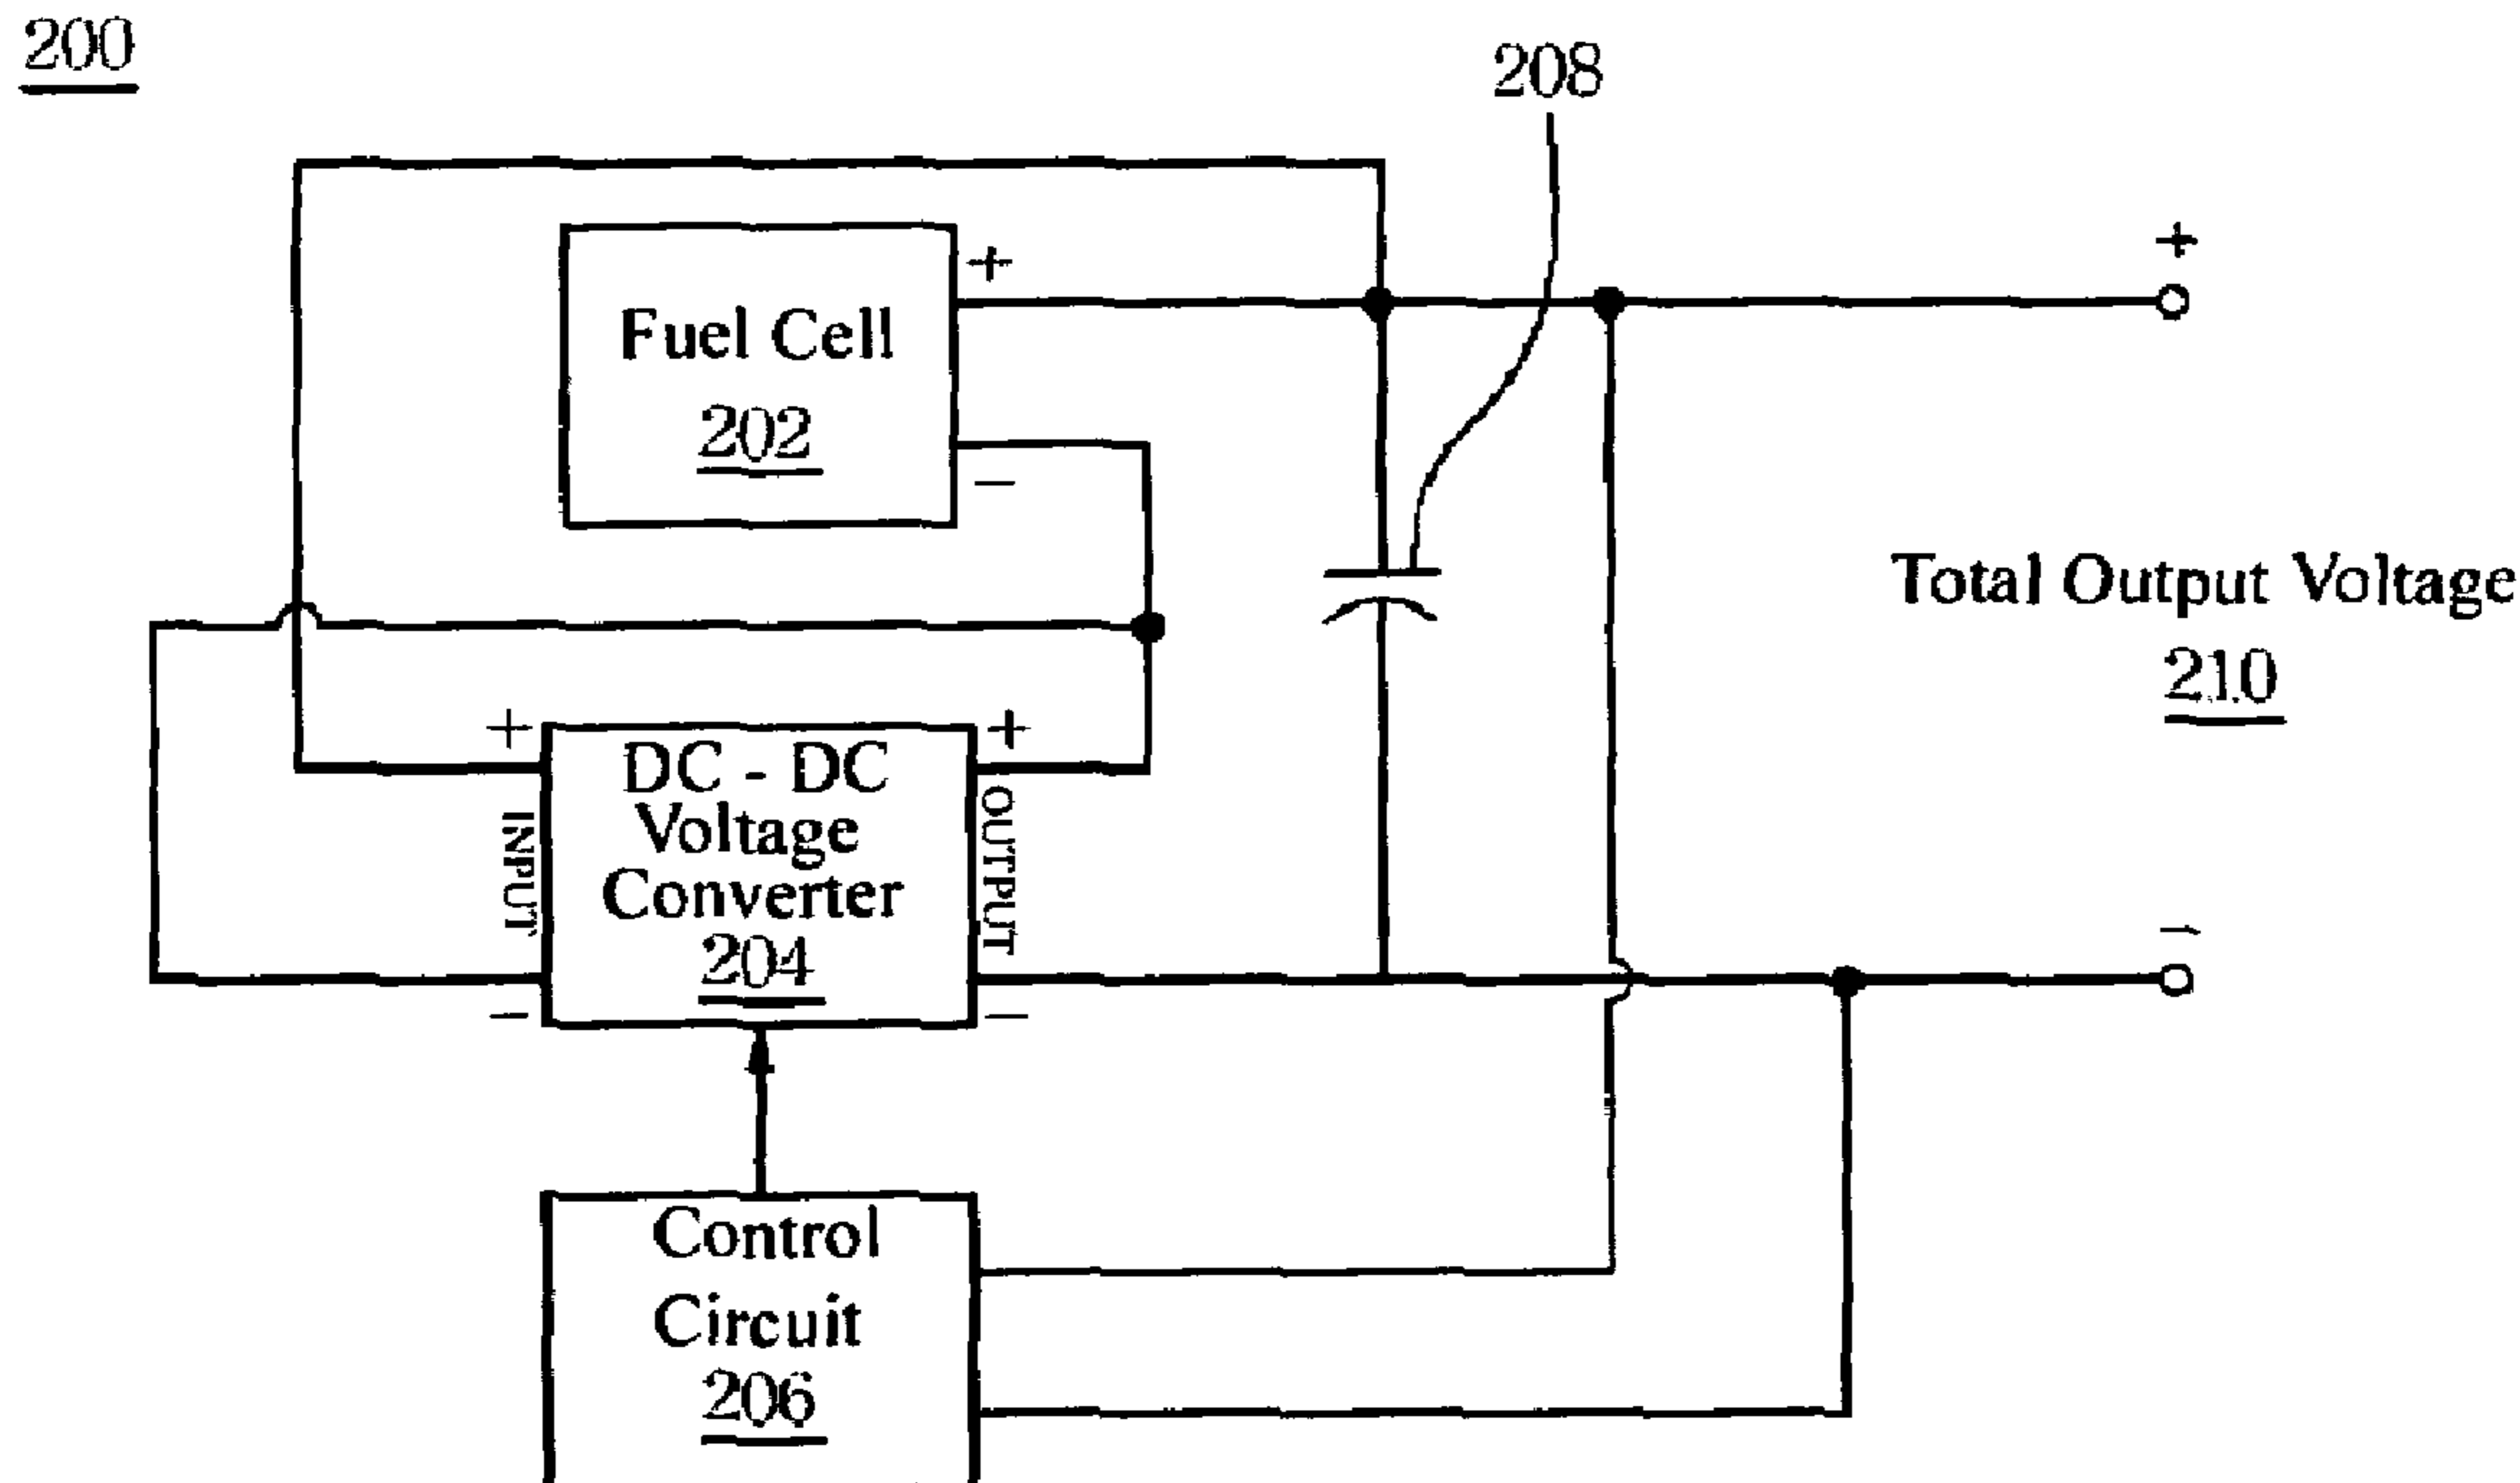 200
208
+
+
Fuel Cell
202
−
Total Output Voltage
210
+
+
DC - DC
Voltage
Converter
204
INPUT
OUTPUT
−
−
−
Control
Circuit
206